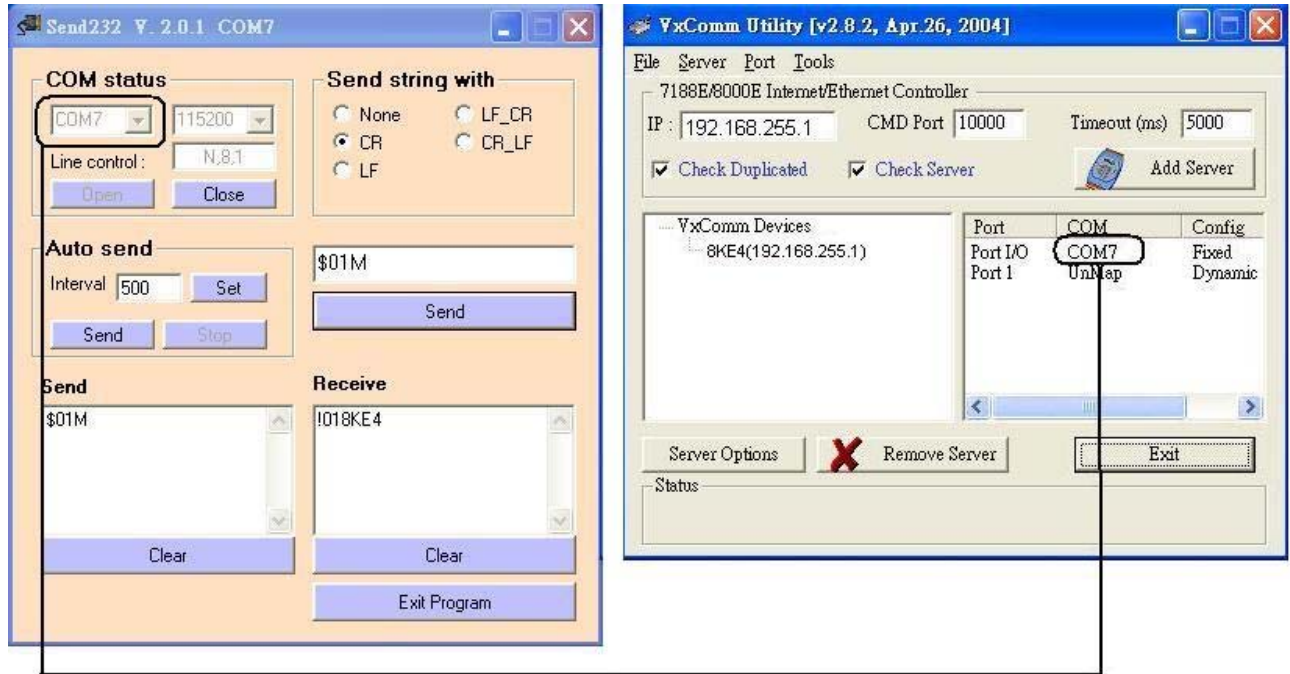 Send232 V. 2.0.1 COM7
COM status
COM7
115200
Line control :
N,8,1
Open
Close
Send string with
None
LF_CR
CR
CR_LF
LF
Auto send
Interval
500
Set
Send
Stop
$01M
Send
Send
$01M
Clear
Receive
!018KE4
Clear
Exit Program
VxComm Utility [v2.8.2, Apr.26, 2004]
File Server Port Tools
7188E/8000E Internet/Ethernet Controller
IP : 192.168.255.1 CMD Port 10000 Timeout (ms) 5000
Check Duplicated Check Server Add Server
VxComm Devices
8KE4(192.168.255.1)
Port COM Config
Port I/O COM7 Fixed
Port 1 UnMap Dynamic
Server Options Remove Server Exit
Status